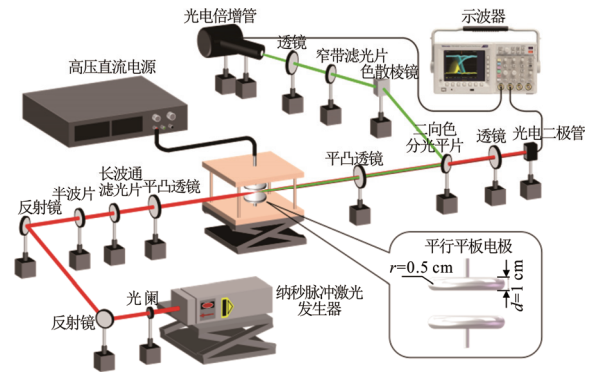 光电倍增管
透镜
窄带滤光片
色散棱镜
示波器
高压直流电源
二向色
分光平片
透镜
光电二极管
平凸透镜
长波通
滤光片
平凸透镜
半波片
反射镜
平行平板电极
r=0.5 cm
d=1 cm
光阑
纳秒脉冲激光
发生器
反射镜